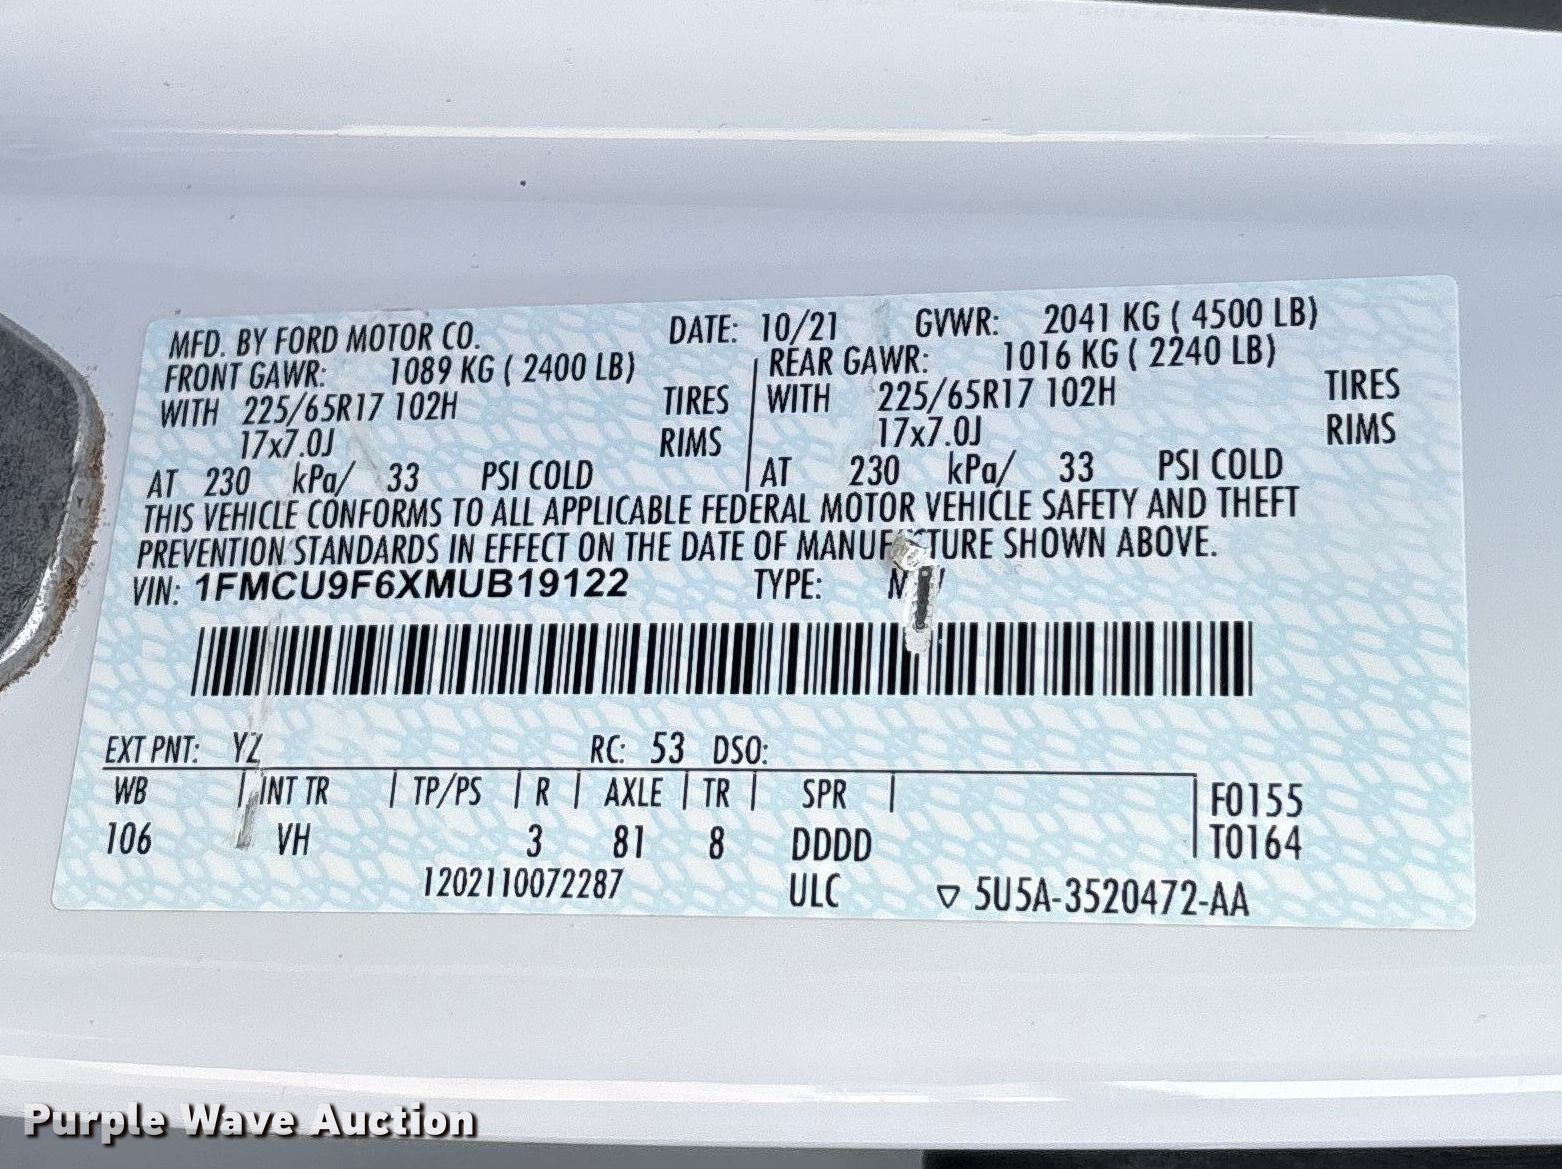 MFD. BY FORD MOTOR CO. DATE: 10/21 GVWR: 2041 KG ( 4500 LB)
FRONT GAWR: 1089 KG ( 2400 LB) REAR GAWR: 1016 KG ( 2240 LB)
WITH 225/65R17 102H TIRES WITH 225/65R17 102H TIRES
17x7.0J RIMS 17x7.0J RIMS
AT 230 kPa/ 33 PSI COLD AT 230 kPa/ 33 PSI COLD
THIS VEHICLE CONFORMS TO ALL APPLICABLE FEDERAL MOTOR VEHICLE SAFETY AND THEFT
PREVENTION STANDARDS IN EFFECT ON THE DATE OF MANUFACTURE SHOWN ABOVE.
VIN: 1FMCU9F6XMUB19122 TYPE:
EXT PNT: YZ RC: 53 DSO:
WB INT TR TP/PS R AXLE TR SPR F0155
106 VH 3 81 8 DDDD T0164
1202110072287 ULC ▽ 5U5A-3520472-AA
Purple Wave Auction